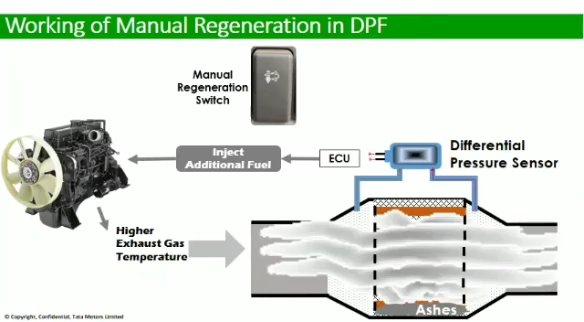 Working of Manual Regeneration in DPF
Manual
Regeneration
Switch
Inject
Additional Fuel
ECU
Differential
Pressure Sensor
Higher
Exhaust Gas
Temperature
Ashes
© Copyright, Confidential, Tata Motors Limited